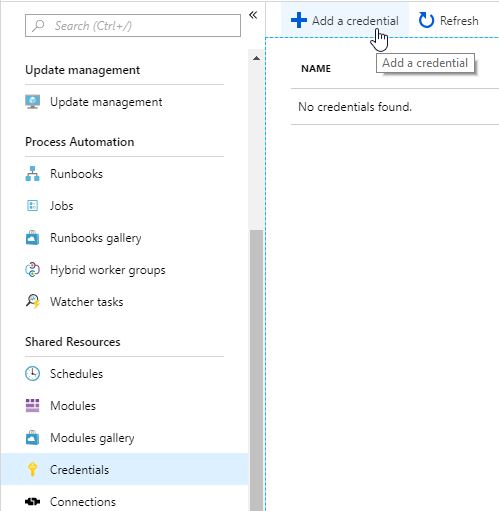 Search (Ctrl+/)
«
Update management
Update management
Process Automation
Runbooks
Jobs
Runbooks gallery
Hybrid worker groups
Watcher tasks
Shared Resources
Schedules
Modules
Modules gallery
Credentials
Connections
Add a credential
Refresh
Add a credential
NAME
No credentials found.